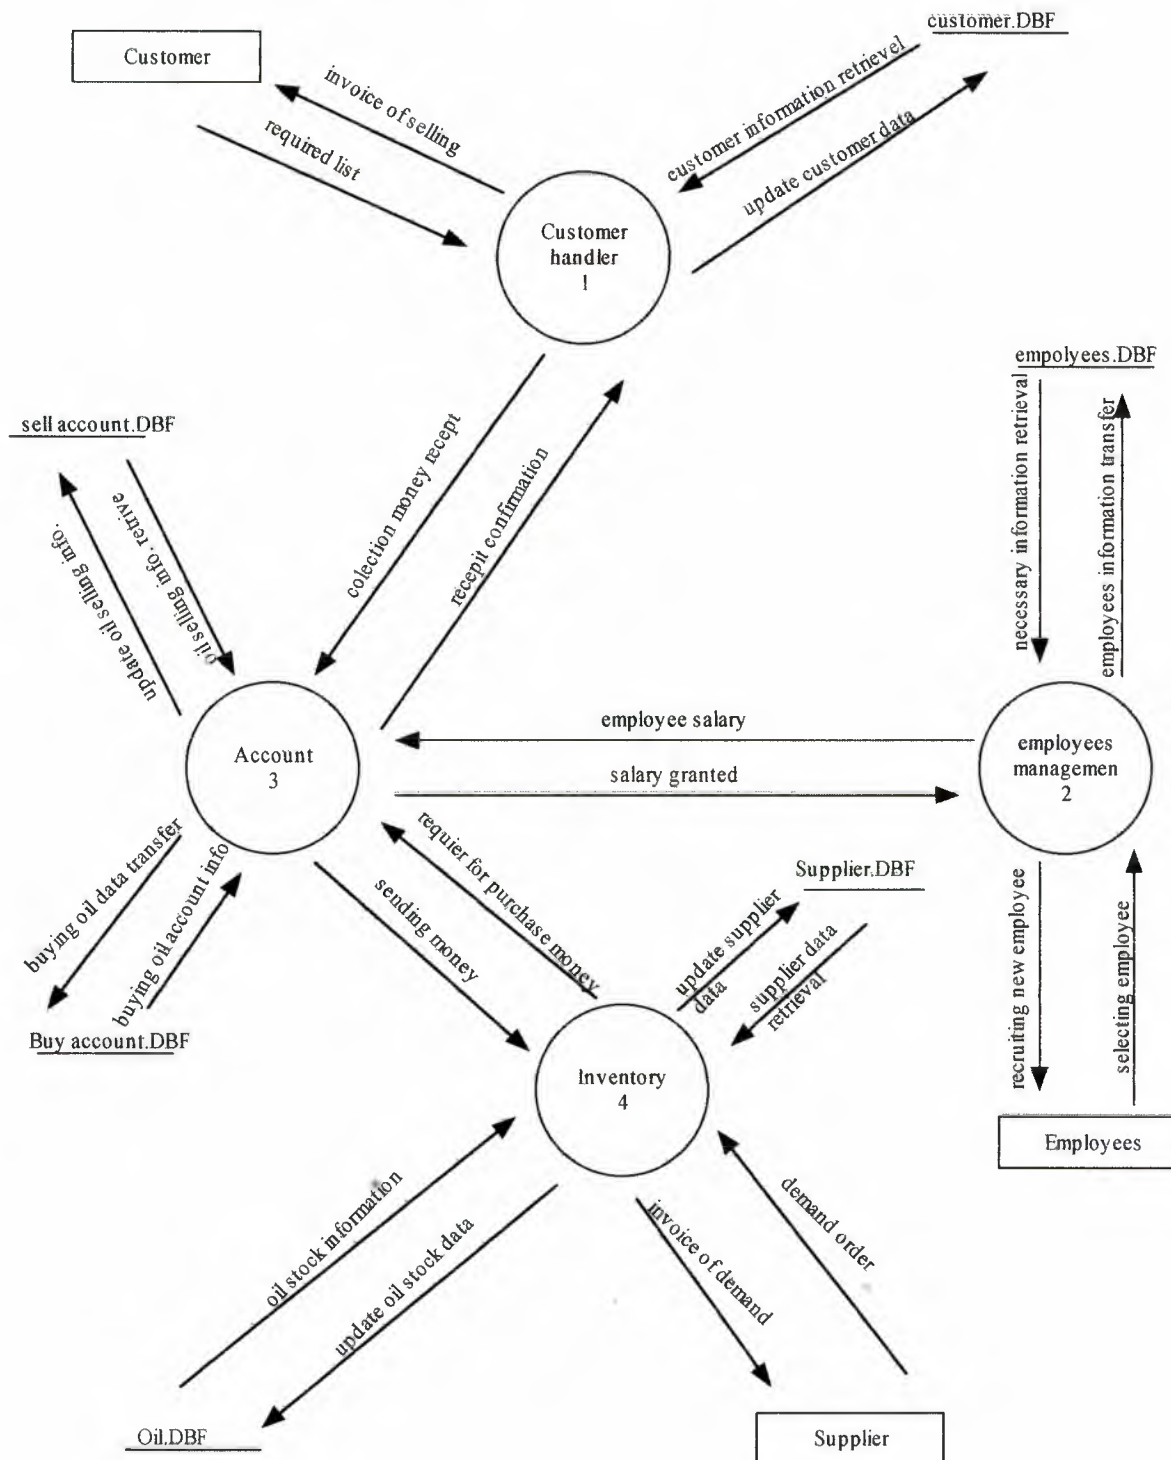 customer.DBF
Customer
invoice of selling
customer information retrievel
required list
update customer data
Customer
handler
1
empolyees.DBF
sell account.DBF
necessary information retrieval
employees information transfer
colection money recept
recepit confirmation
oil selling info. retrive
update oil selling info.
employee salary
Account
3
employees
managemen
2
salary granted
requier for purchase money
buying oil data transfer
buying oil account info
sending money
Supplier.DBF
update supplier
data
supplier data
retrieval
recruiting new employee
selecting employee
Buy account.DBF
Inventory
4
Employees
oil stock information
update oil stock data
invoice of demand
demand order
Oil.DBF
Supplier